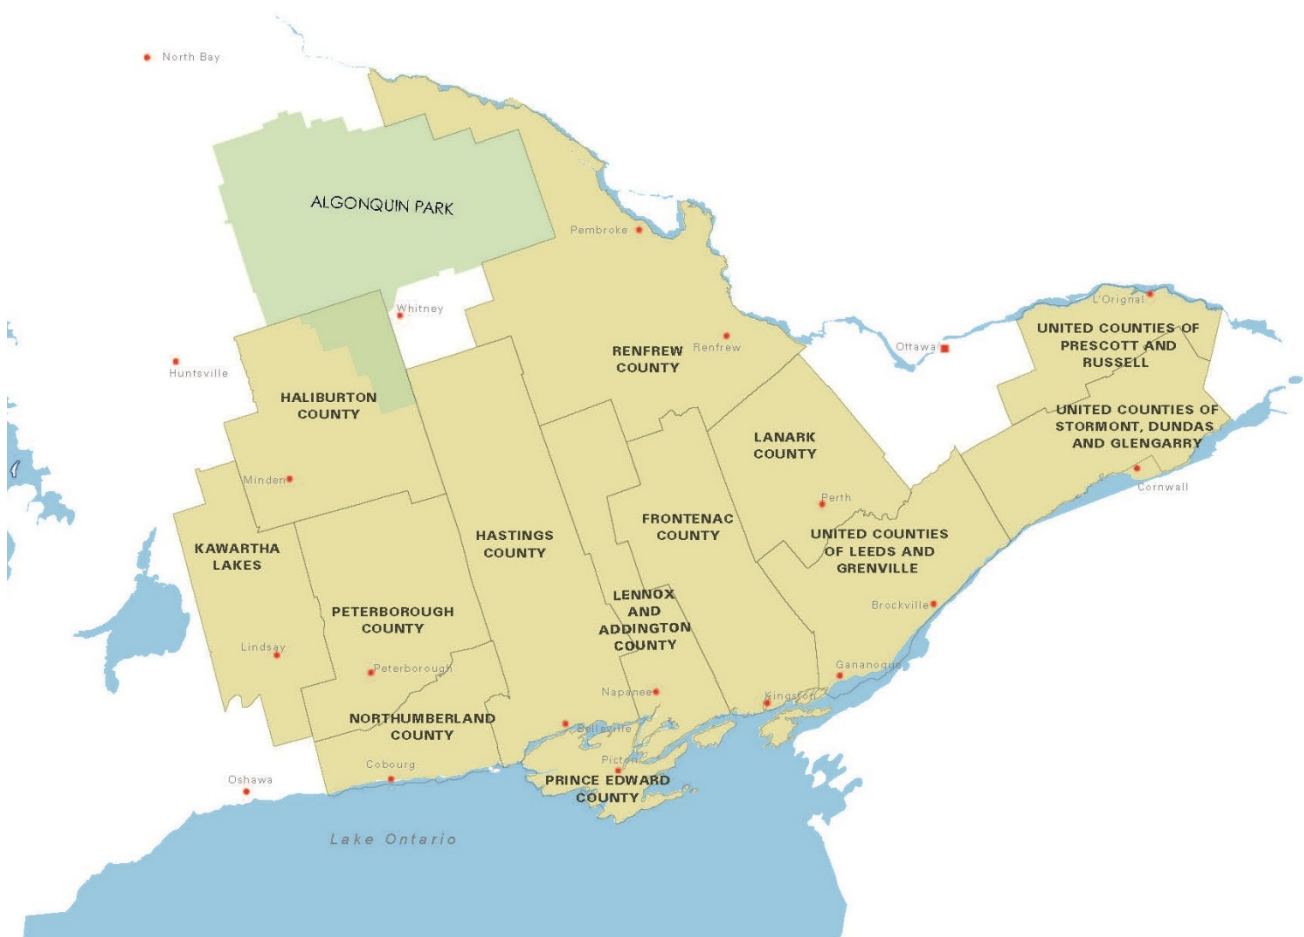 North Bay
ALGONQUIN PARK
Pembroke
L'Orignal
Whitney
UNITED COUNTIES OF
PRESCOTT AND
RUSSELL
Ottawa
Renfrew
RENFREW
COUNTY
Huntsville
HALIBURTON
COUNTY
UNITED COUNTIES OF
STORMONT, DUNDAS
AND GLENGARRY
LANARK
COUNTY
Minden
Cornwall
Perth
FRONTENAC
COUNTY
HASTINGS
COUNTY
UNITED COUNTIES
OF LEEDS AND
GRENVILLE
KAWARTHA
LAKES
LENNOX
AND
ADDINGTON
COUNTY
Brockville
PETERBOROUGH
COUNTY
Lindsay
Peterborough
Gananoque
Napanee
Kingston
NORTHUMBERLAND
COUNTY
Belleville
Picton
Cobourg
Oshawa
PRINCE EDWARD
COUNTY
Lake Ontario